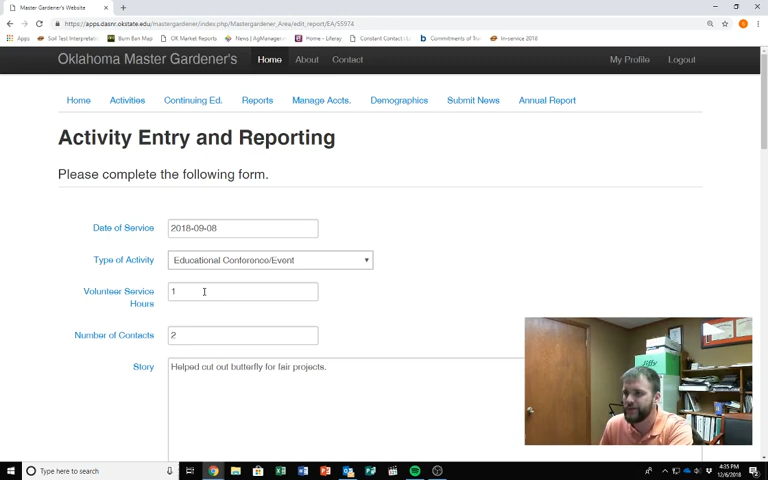 Master Gardener's Website
https://apps.dasnr.okstate.edu/mastergardener/index.php/Mastergardener_Area/edit_report/EA/55974
Apps Soil Test Interpretati Burn Ban Map OK Market Reports News | AgManager Home - Liferay Constant Contact : L Commitments of Tra In-service 2018
Oklahoma Master Gardener's Home About Contact My Profile Logout
Home Activities Continuing Ed. Reports Manage Accts. Demographics Submit News Annual Report
Activity Entry and Reporting
Please complete the following form.
Date of Service 2018-09-08
Type of Activity Educational Conference/Event
Volunteer Service Hours 1
Number of Contacts 2
Story Helped cut out butterfly for fair projects.
Jiffy
Type here to search
4:35 PM
12/6/2018